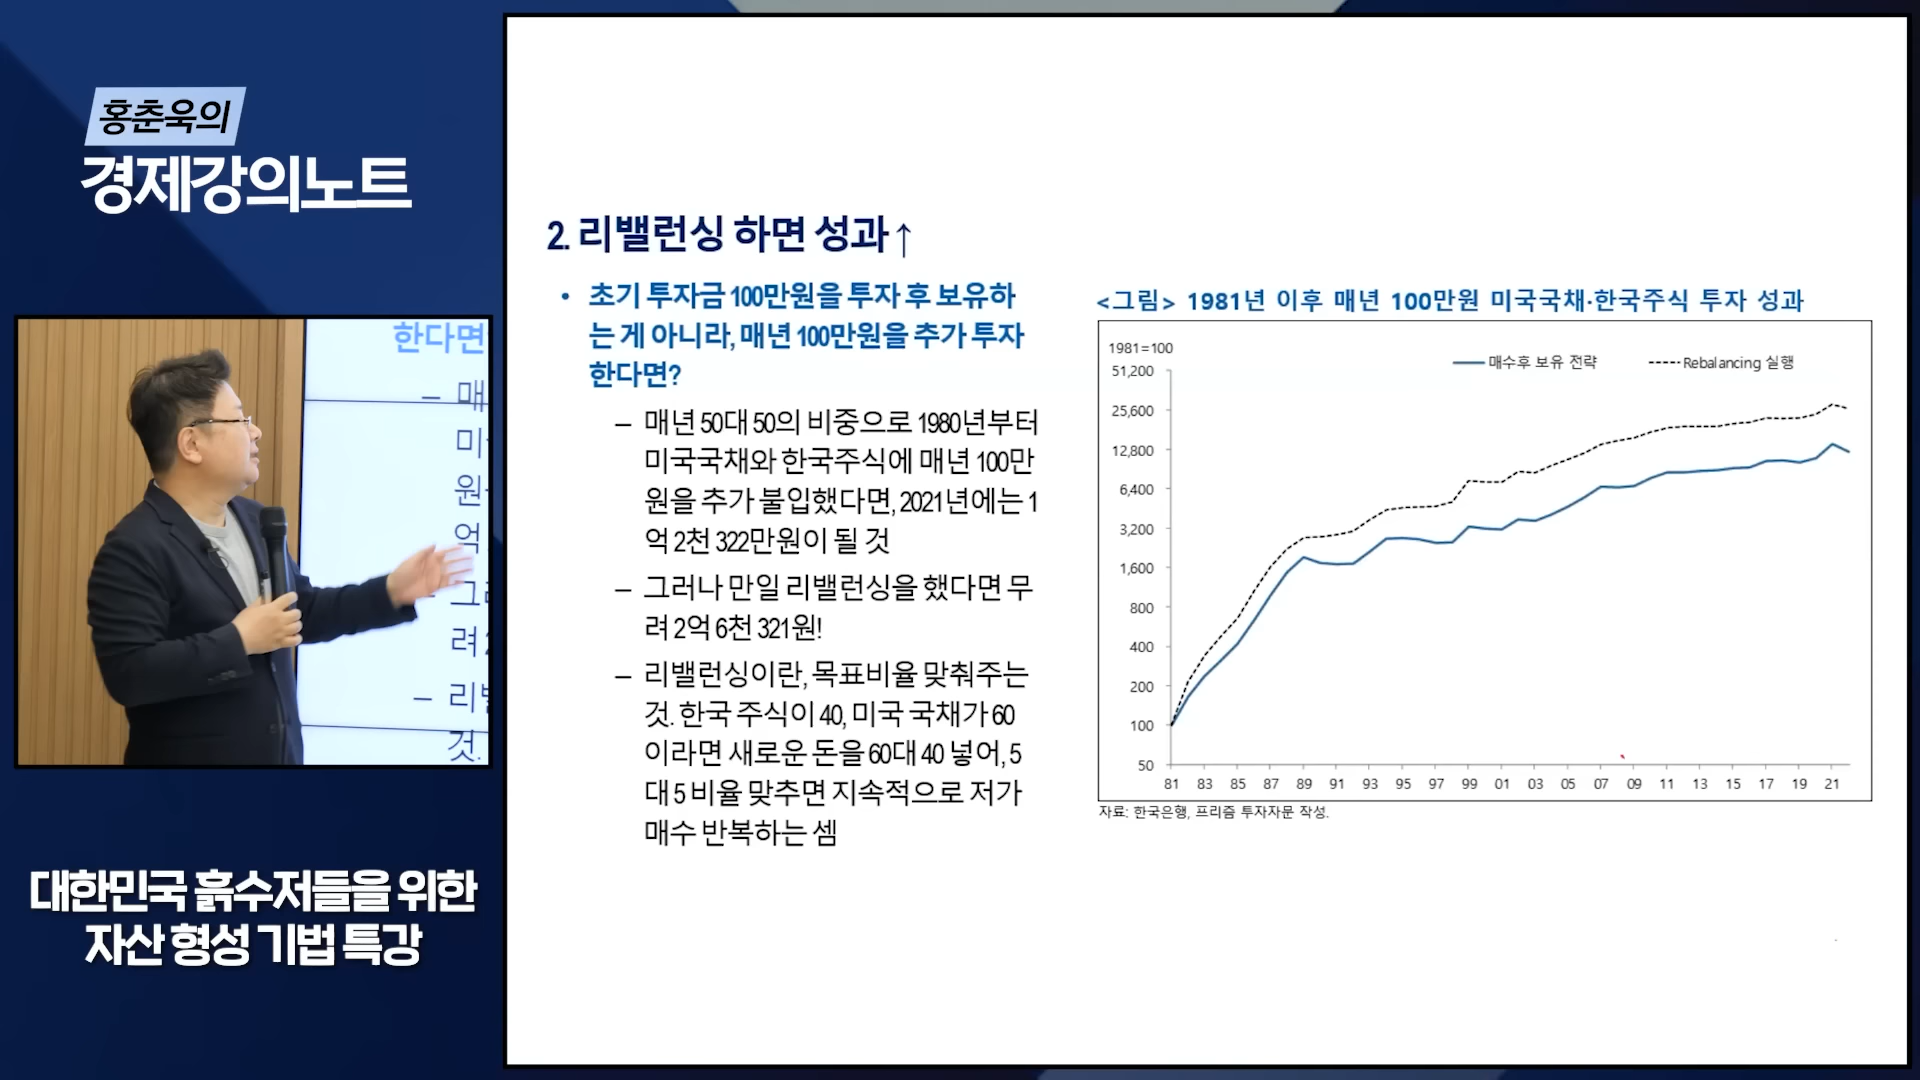 홍춘욱의
경제강의노트
한다면
– 매
미
원
억
그
려 2
– 리
것.
대한민국 흙수저들을 위한
자산 형성 기법 특강
2. 리밸런싱 하면 성과↑
• 초기 투자금 100만원을 투자 후 보유하
는 게 아니라, 매년 100만원을 추가 투자
한다면?
– 매년 50대 50의 비중으로 1980년부터
미국국채와 한국주식에 매년 100만
원을 추가 불입했다면, 2021년에는 1
억 2천 322만원이 될 것
– 그러나 만일 리밸런싱을 했다면 무
려 2억 6천 321원!
– 리밸런싱이란, 목표비율 맞춰주는
것. 한국 주식이 40, 미국 국채가 60
이라면 새로운 돈을 60대 40 넣어, 5
대 5 비율 맞추면 지속적으로 저가
매수 반복하는 셈
<그림> 1981년 이후 매년 100만원 미국국채·한국주식 투자 성과
1981=100
매수후 보유 전략 Rebalancing 실행
51,200
25,600
12,800
6,400
3,200
1,600
800
400
200
100
50
81 83 85 87 89 91 93 95 97 99 01 03 05 07 09 11 13 15 17 19 21
자료: 한국은행, 프리즘 투자자문 작성.